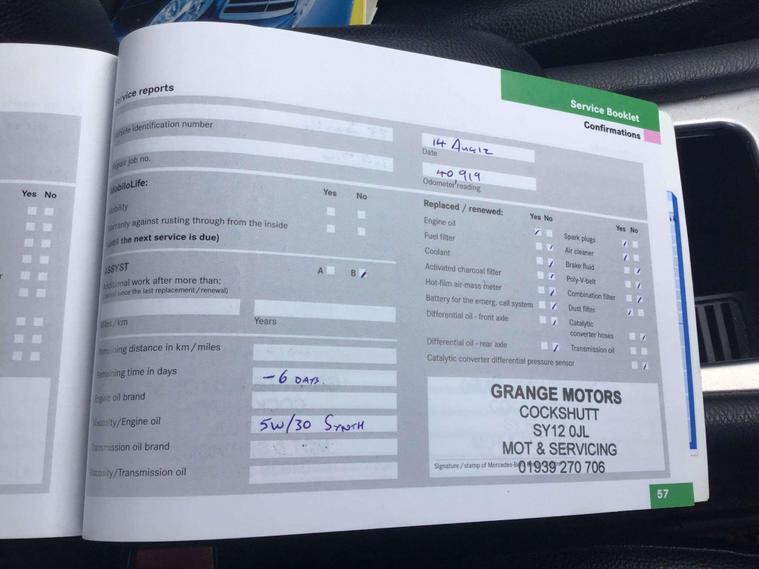 Service Booklet
Confirmations
Service reports
identification number
job no.
MobiloLife:
Yes No
Mobility
Warranty against rusting through from the inside
(until the next service is due)
ASSYST
A B
Additional work after more than:
(since the last replacement / renewal)
Miles/km
Years
Remaining distance in km/miles
Remaining time in days
-6 DAYS.
Engine oil brand
Viscosity/Engine oil
5W/30 SYNTH
Transmission oil brand
Viscosity/Transmission oil
14 Aug 12
Date
40,919
Odometer reading
Replaced / renewed:
Yes No
Engine oil
Fuel filter
Coolant
Activated charcoal filter
Hot-film air-mass meter
Battery for the emerg. call system
Differential oil - front axle
Differential oil - rear axle
Catalytic converter differential pressure sensor
Yes No
Spark plugs
Air cleaner
Brake fluid
Poly-V-belt
Combination filter
Dust filter
Catalytic
converter hoses
Transmission oil
GRANGE MOTORS
COCKSHUTT
SY12 0JL
MOT & SERVICING
01939 270 706
Signature / stamp of Mercedes-Benz
57
Yes No